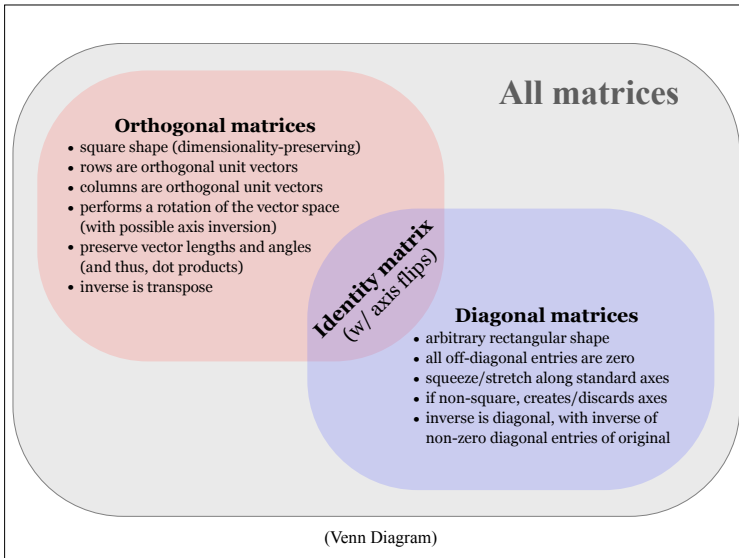 All matrices
Orthogonal matrices
• square shape (dimensionality-preserving)
• rows are orthogonal unit vectors
• columns are orthogonal unit vectors
• performs a rotation of the vector space
(with possible axis inversion)
• preserve vector lengths and angles
(and thus, dot products)
• inverse is transpose
Identity matrix
(w/ axis flips)
Diagonal matrices
• arbitrary rectangular shape
• all off-diagonal entries are zero
• squeeze/stretch along standard axes
• if non-square, creates/discards axes
• inverse is diagonal, with inverse of
non-zero diagonal entries of original
(Venn Diagram)